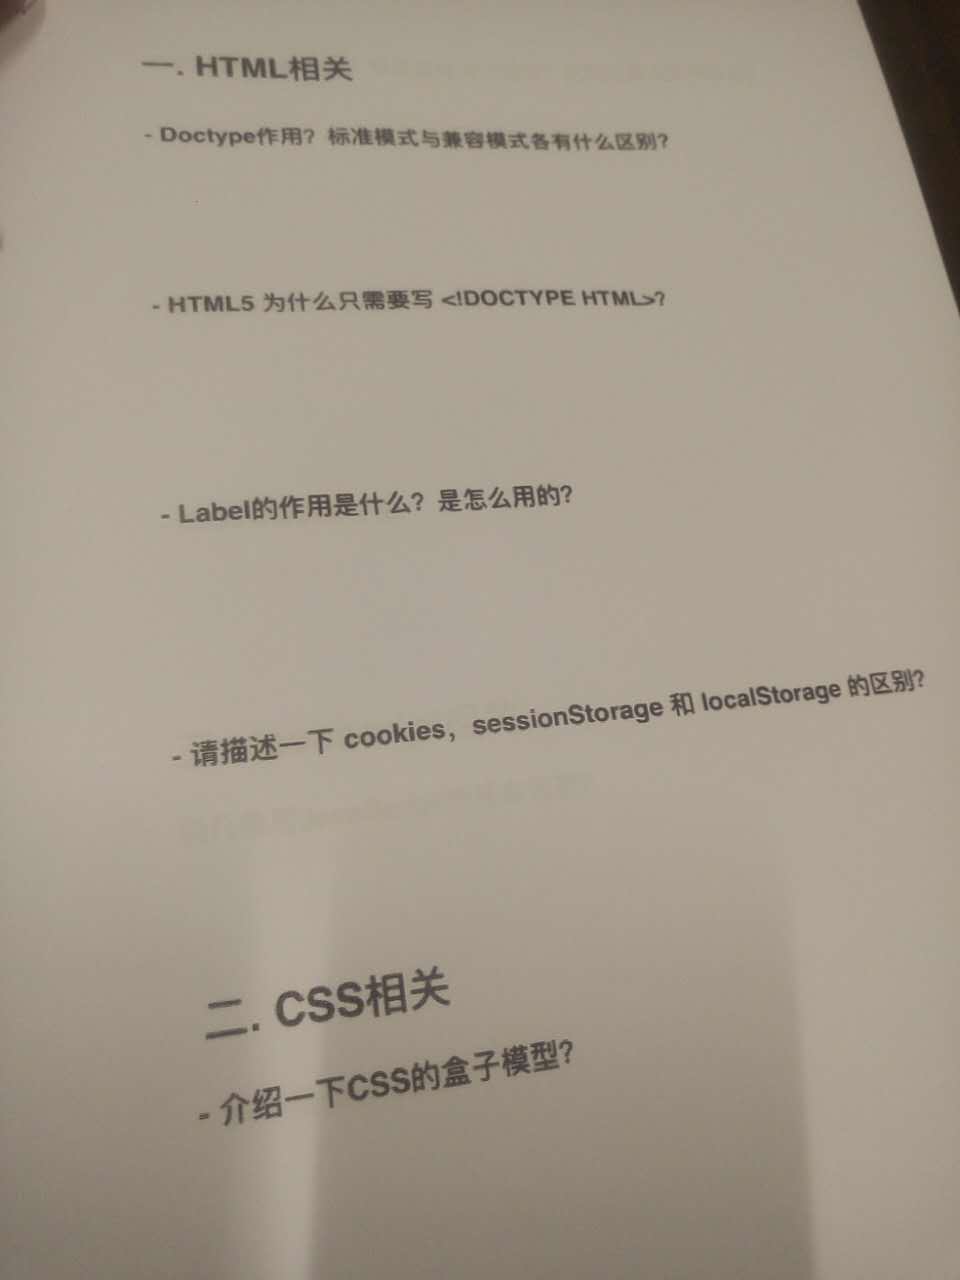 一. HTML相关
- Doctype作用？标准模式与兼容模式各有什么区别?
- HTML5 为什么只需要写 <!DOCTYPE HTML>?
- Label的作用是什么？是怎么用的?
- 请描述一下 cookies，sessionStorage 和 localStorage 的区别?
二. CSS相关
- 介绍一下CSS的盒子模型?